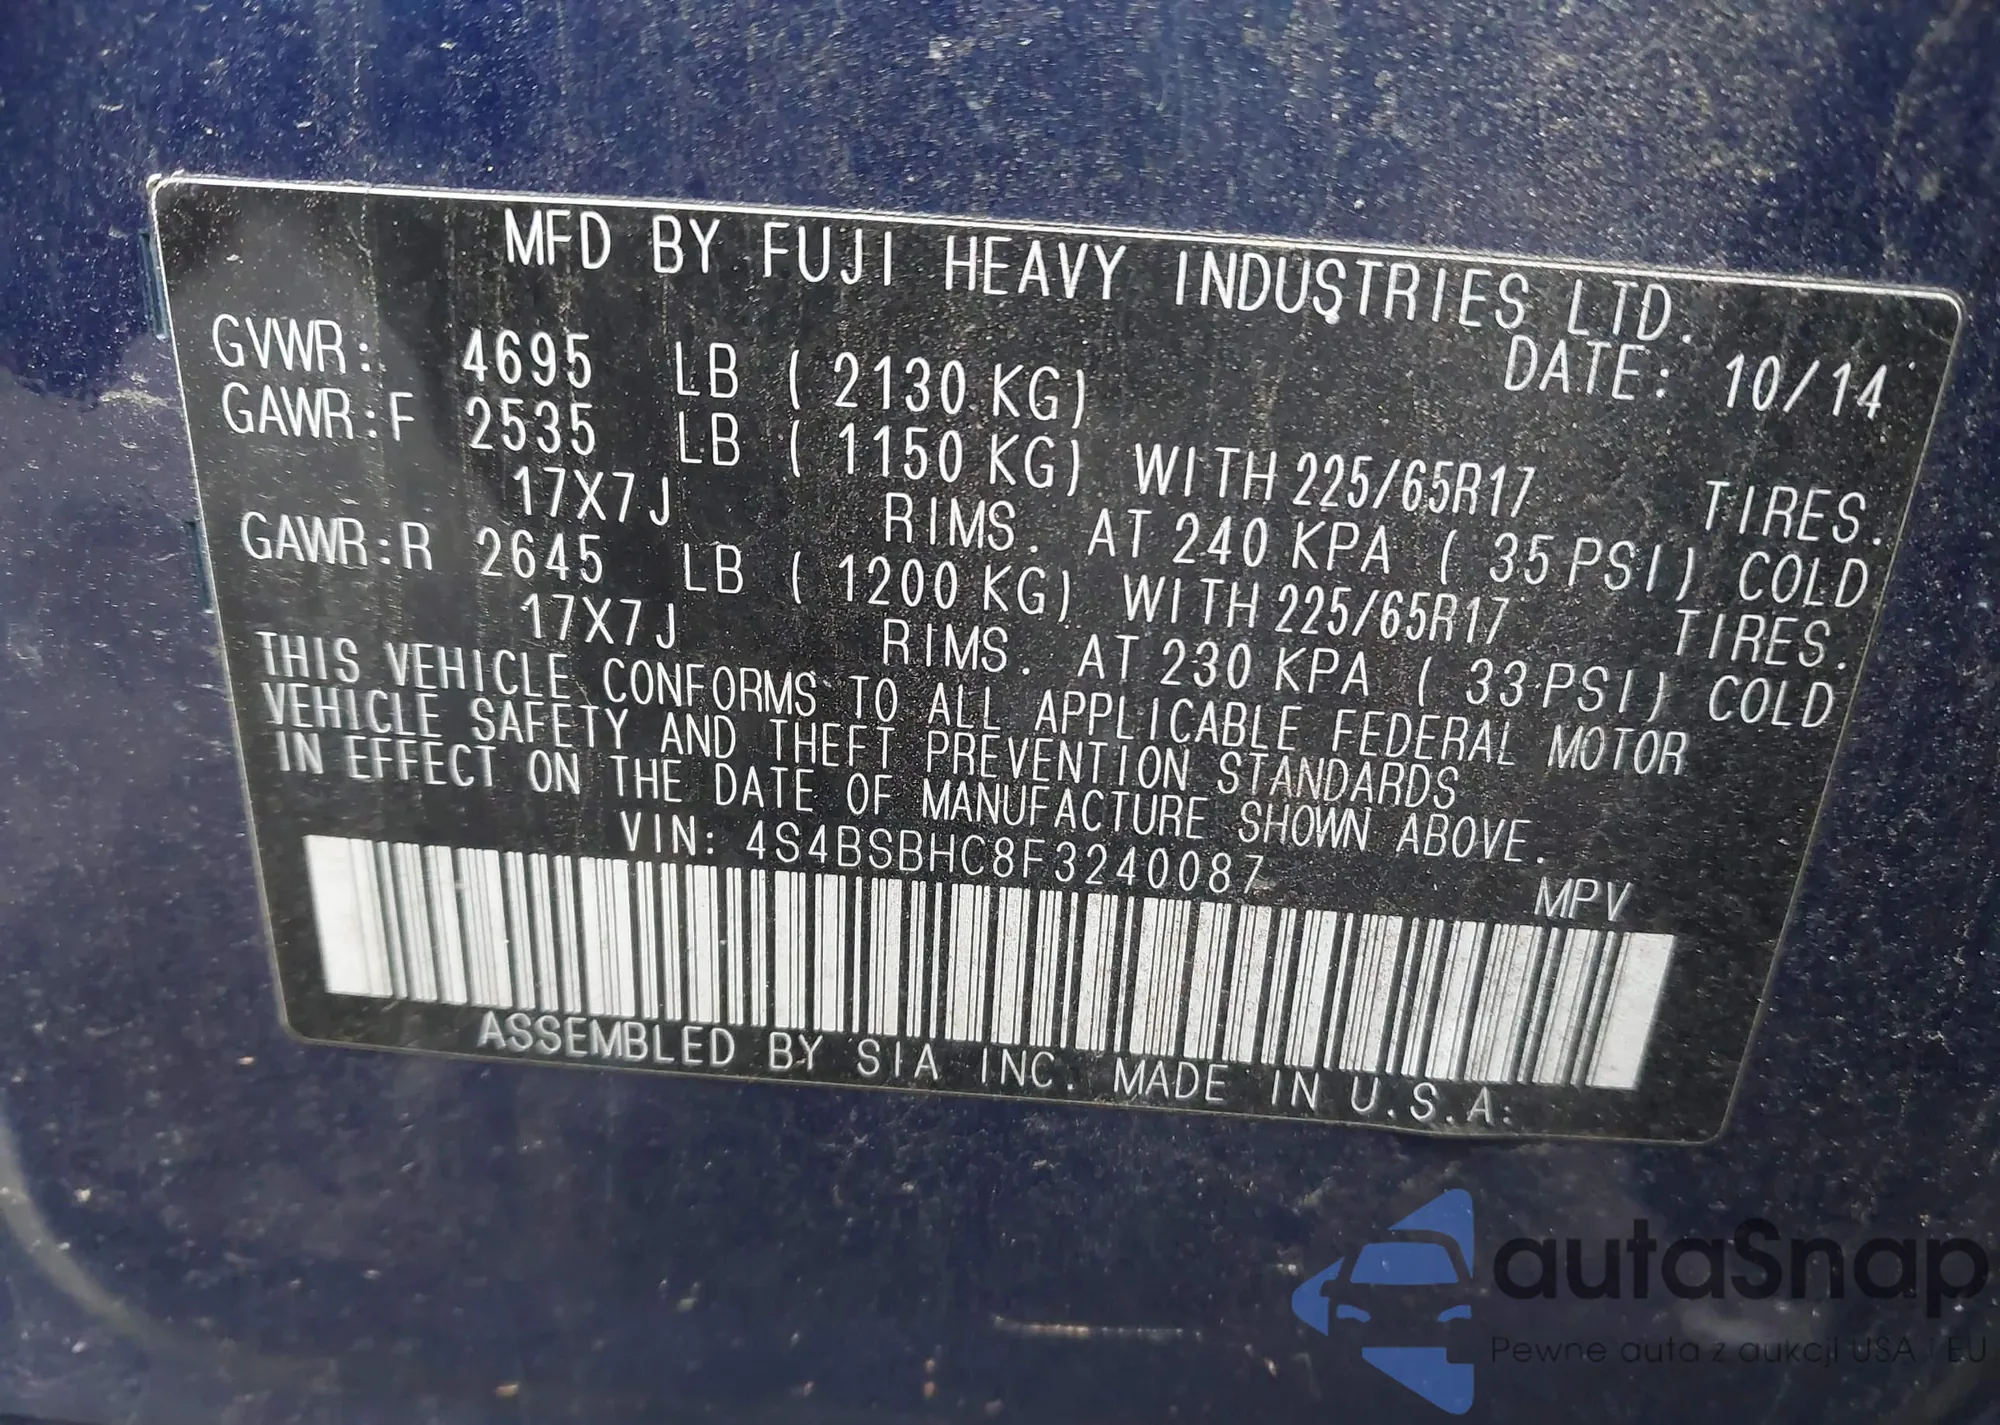 MFD BY FUJI HEAVY INDUSTRIES LTD.
DATE: 10/14
GVWR: 4695 LB ( 2130 KG)
GAWR:F 2535 LB ( 1150 KG) WITH 225/65R17 TIRES.
17X7J RIMS. AT 240 KPA ( 35 PSI) COLD
GAWR:R 2645 LB ( 1200 KG) WITH 225/65R17 TIRES.
17X7J RIMS. AT 230 KPA ( 33 PSI) COLD
THIS VEHICLE CONFORMS TO ALL APPLICABLE FEDERAL MOTOR
VEHICLE SAFETY AND THEFT PREVENTION STANDARDS
IN EFFECT ON THE DATE OF MANUFACTURE SHOWN ABOVE.
VIN: 4S4BSBHC8F3240087 MPV
ASSEMBLED BY SIA INC. MADE IN U.S.A.
autaSnap
Pewne auta z aukcji USA i EU